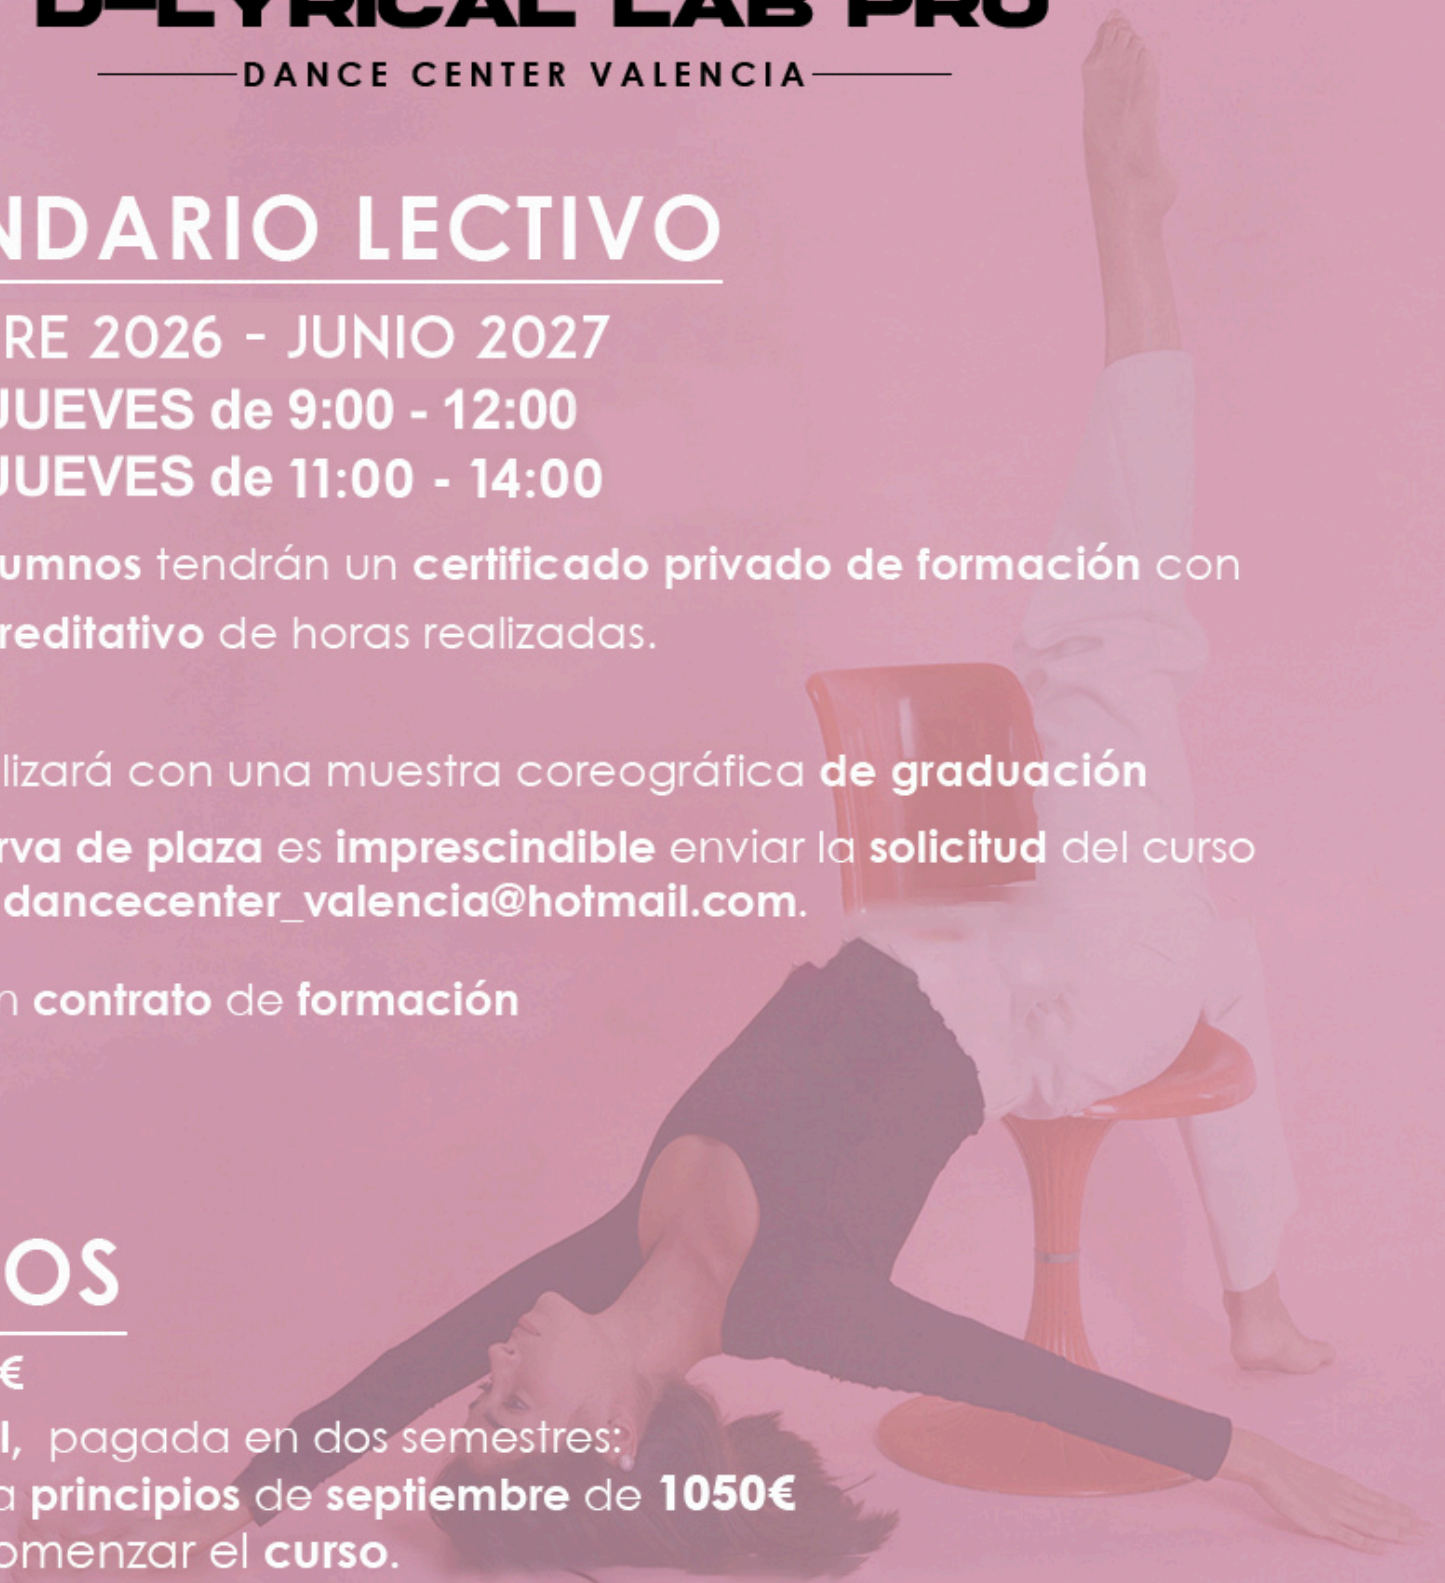 D-LYRICAL LAB PRO
DANCE CENTER VALENCIA
NDARIO LECTIVO
RE 2026 - JUNIO 2027
JUEVES de 9:00 - 12:00
JUEVES de 11:00 - 14:00
umnos tendrán un certificado privado de formación con
reditativo de horas realizadas.
lizará con una muestra coreográfica de graduación
rva de plaza es imprescindible enviar la solicitud del curso
dancecenter_valencia@hotmail.com.
n contrato de formación
OS
€
l, pagada en dos semestres:
a principios de septiembre de 1050€
omenzar el curso.